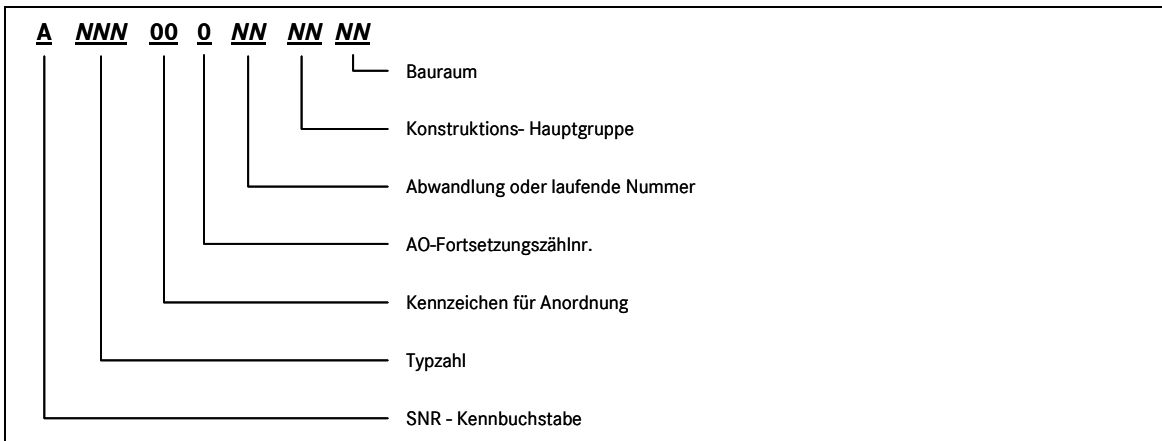 A NNN 00 0 NN NN NN
Bauraum
Konstruktions- Hauptgruppe
Abwandlung oder laufende Nummer
AO-Fortsetzungszählnr.
Kennzeichen für Anordnung
Typzahl
SNR - Kennbuchstabe